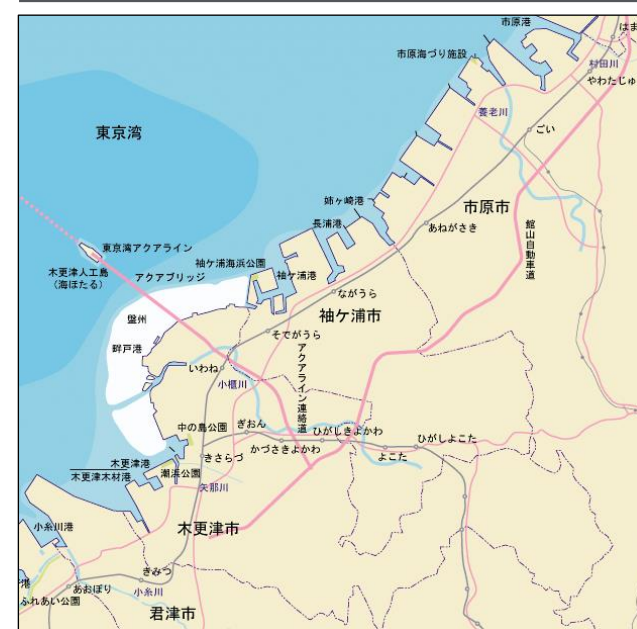 市原港
はま
市原海づり施設
村田川
やわたじゅ
養老川
東京湾
ごい
姉ヶ崎港
市原市
長浦港
あねがさき
館山自動車道
東京湾アクアライン
袖ケ浦海浜公園
木更津人工島
(海ほたる)
アクアブリッジ
袖ケ浦港
ながうら
盤州
袖ケ浦市
そでがうら
畔戸港
アクアライン連絡道
いわね
小櫃川
中の島公園
ぎおん
ひがしきよかわ
ひがしよこた
かづさきよかわ
よこた
木更津港
きさらづ
木更津木材港
潮浜公園
矢那川
小糸川港
木更津市
きみつ
港
あおぼり
小糸川
ふれあい公園
君津市